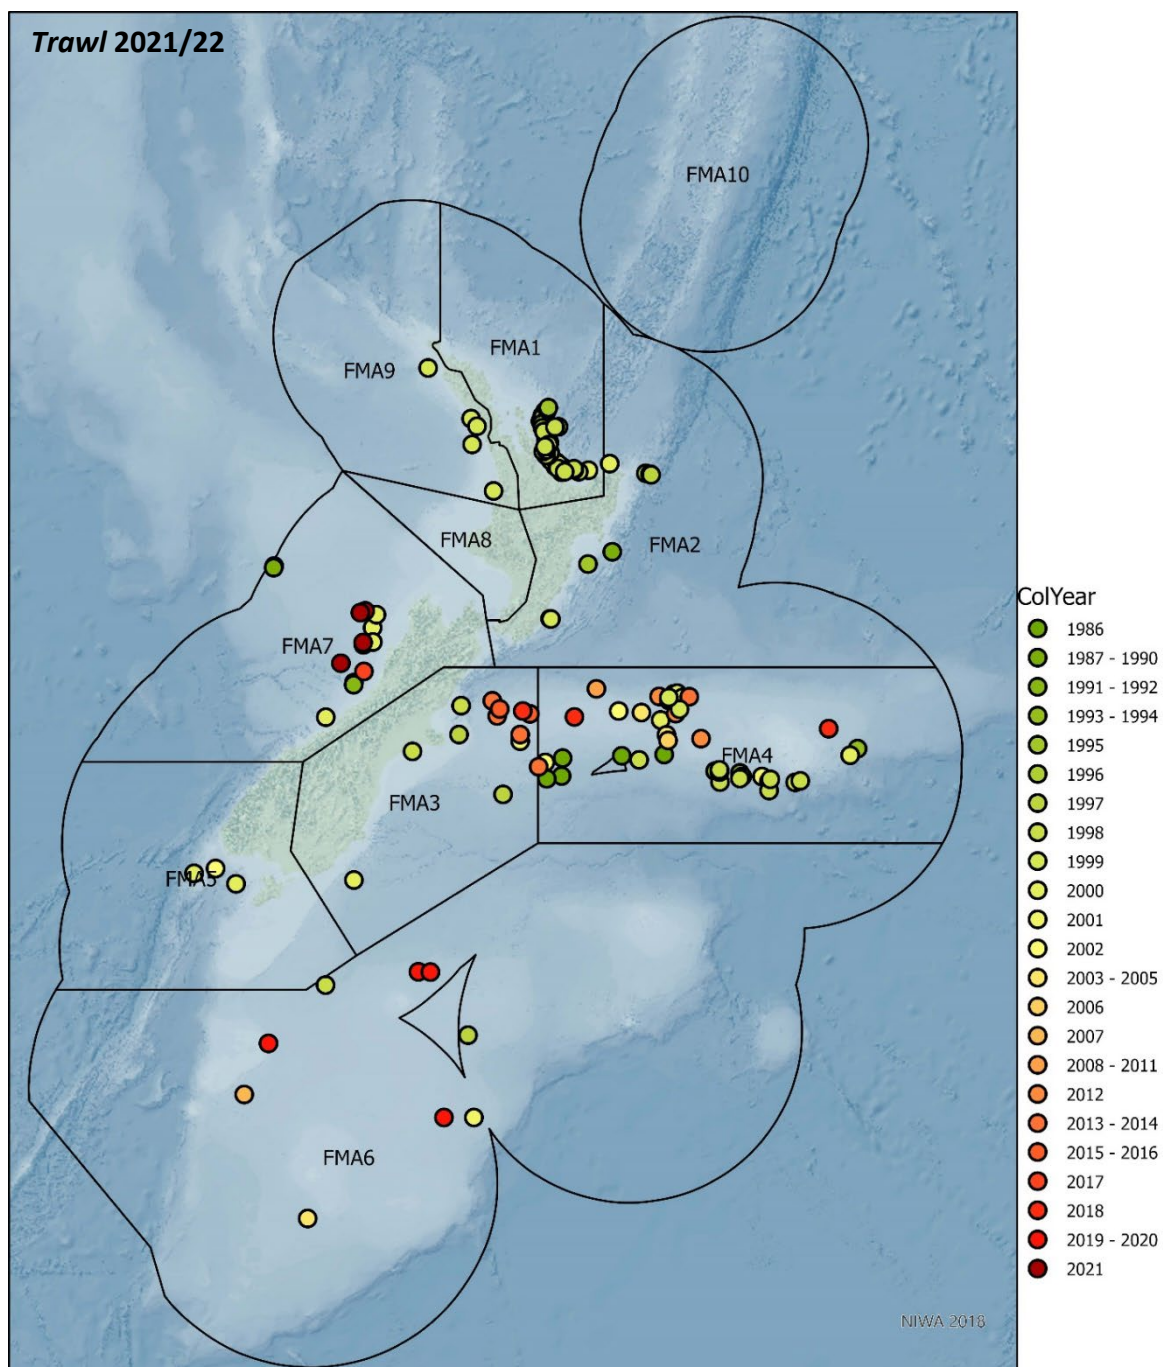 Trawl 2021/22
FMA10
FMA1
FMA9
FMA8
FMA2
FMA7
FMA4
FMA3
FMA5
FMA6
NIWA 2018
ColYear
1986
1987 - 1990
1991 - 1992
1993 - 1994
1995
1996
1997
1998
1999
2000
2001
2002
2003 - 2005
2006
2007
2008 - 2011
2012
2013 - 2014
2015 - 2016
2017
2018
2019 - 2020
2021